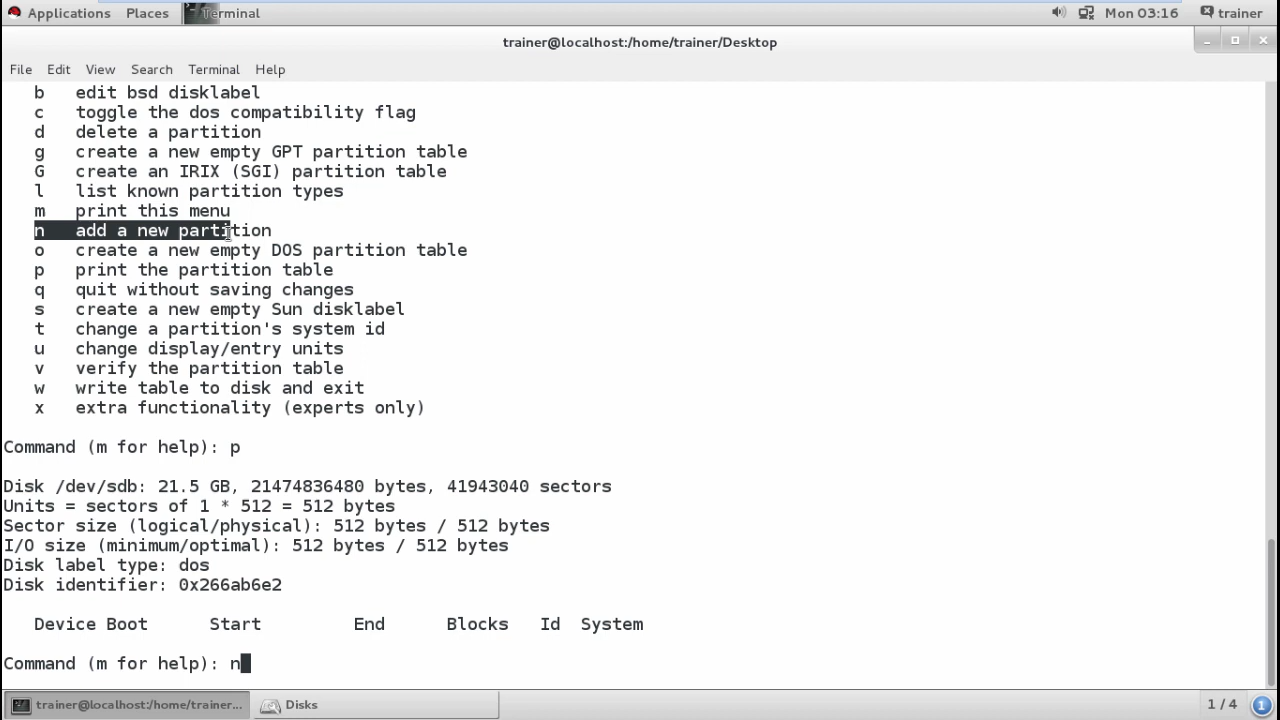 Applications Places Terminal Mon 03:16 trainer
trainer@localhost:/home/trainer/Desktop
File Edit View Search Terminal Help
b edit bsd disklabel
c toggle the dos compatibility flag
d delete a partition
g create a new empty GPT partition table
G create an IRIX (SGI) partition table
l list known partition types
m print this menu
n add a new partition
o create a new empty DOS partition table
p print the partition table
q quit without saving changes
s create a new empty Sun disklabel
t change a partition's system id
u change display/entry units
v verify the partition table
w write table to disk and exit
x extra functionality (experts only)
Command (m for help): p
Disk /dev/sdb: 21.5 GB, 21474836480 bytes, 41943040 sectors
Units = sectors of 1 * 512 = 512 bytes
Sector size (logical/physical): 512 bytes / 512 bytes
I/O size (minimum/optimal): 512 bytes / 512 bytes
Disk label type: dos
Disk identifier: 0x266ab6e2
Device Boot Start End Blocks Id System
Command (m for help): n
trainer@localhost:/home/trainer... Disks 1 / 4 1